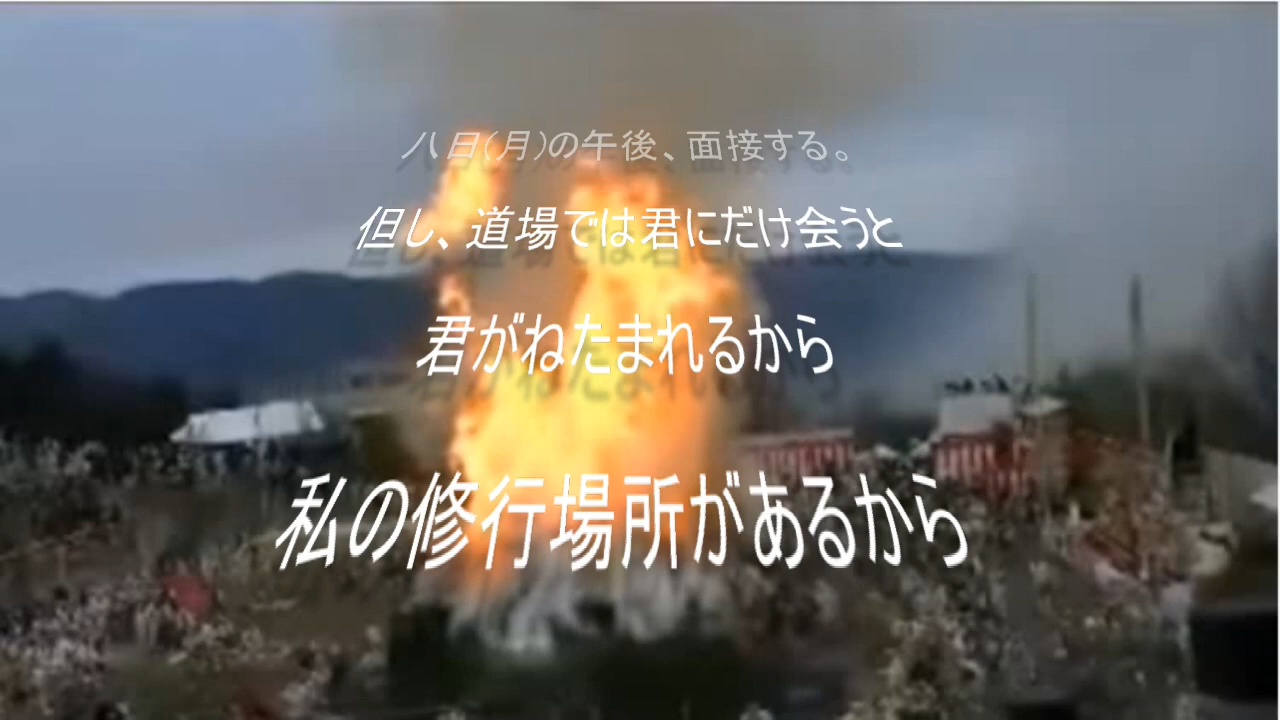 八日(月)の午後、面接する。
但し、道場では君にだけ会うと
君がねたまれるから
私の修行場所があるから